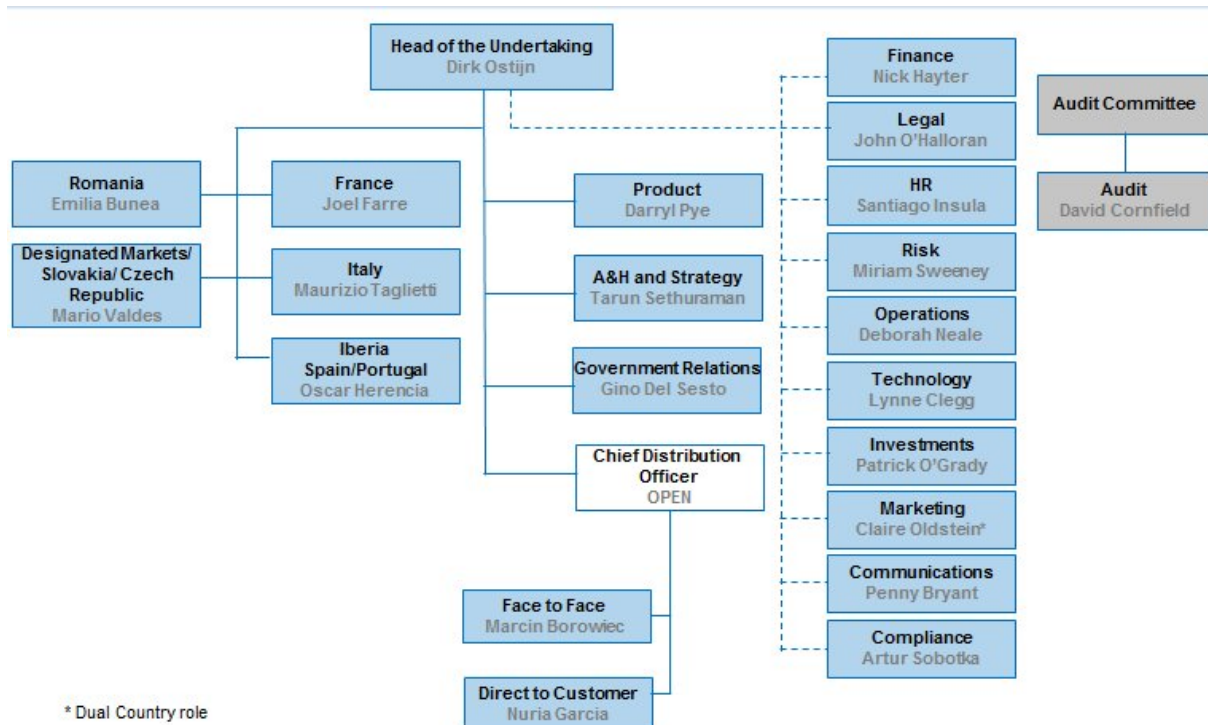 Head of the Undertaking
Dirk Ostijn
Romania
Emilia Bunea
Designated Markets/
Slovakia/ Czech
Republic
Mario Valdes
France
Joel Farre
Italy
Maurizio Taglietti
Iberia
Spain/Portugal
Oscar Herencia
Product
Darryl Pye
A&H and Strategy
Tarun Sethuraman
Government Relations
Gino Del Sesto
Chief Distribution
Officer
OPEN
Face to Face
Marcin Borowiec
Direct to Customer
Nuria Garcia
Finance
Nick Hayter
Legal
John O'Halloran
HR
Santiago Insula
Risk
Miriam Sweeney
Operations
Deborah Neale
Technology
Lynne Clegg
Investments
Patrick O'Grady
Marketing
Claire Oldstein*
Communications
Penny Bryant
Compliance
Artur Sobotka
Audit Committee
Audit
David Cornfield
* Dual Country role